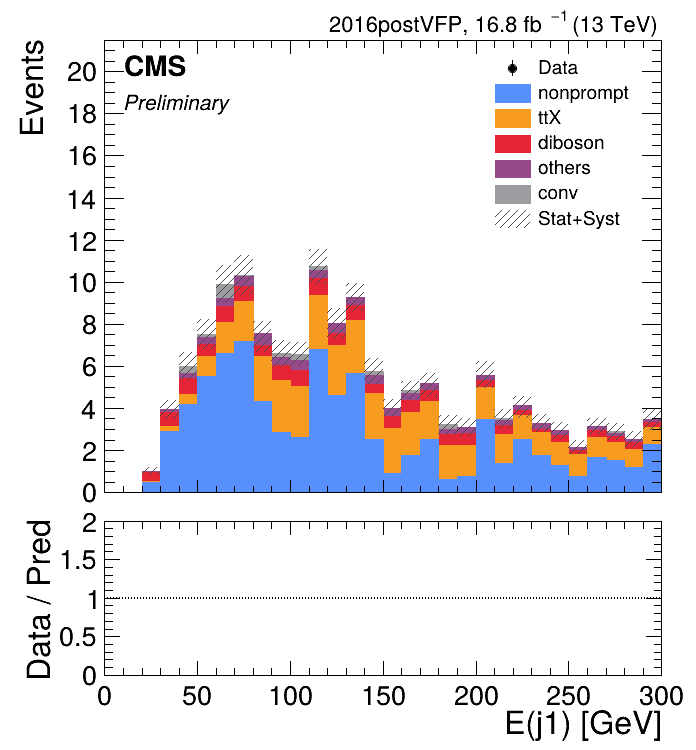 2016postVFP, 16.8 fb⁻¹ (13 TeV)
CMS
Preliminary
Events
20
18
16
14
12
10
8
6
4
2
0
Data
nonprompt
ttX
diboson
others
conv
Stat+Syst
Data / Pred
2
1.5
1
0.5
0
0 50 100 150 200 250 300
E(j1) [GeV]